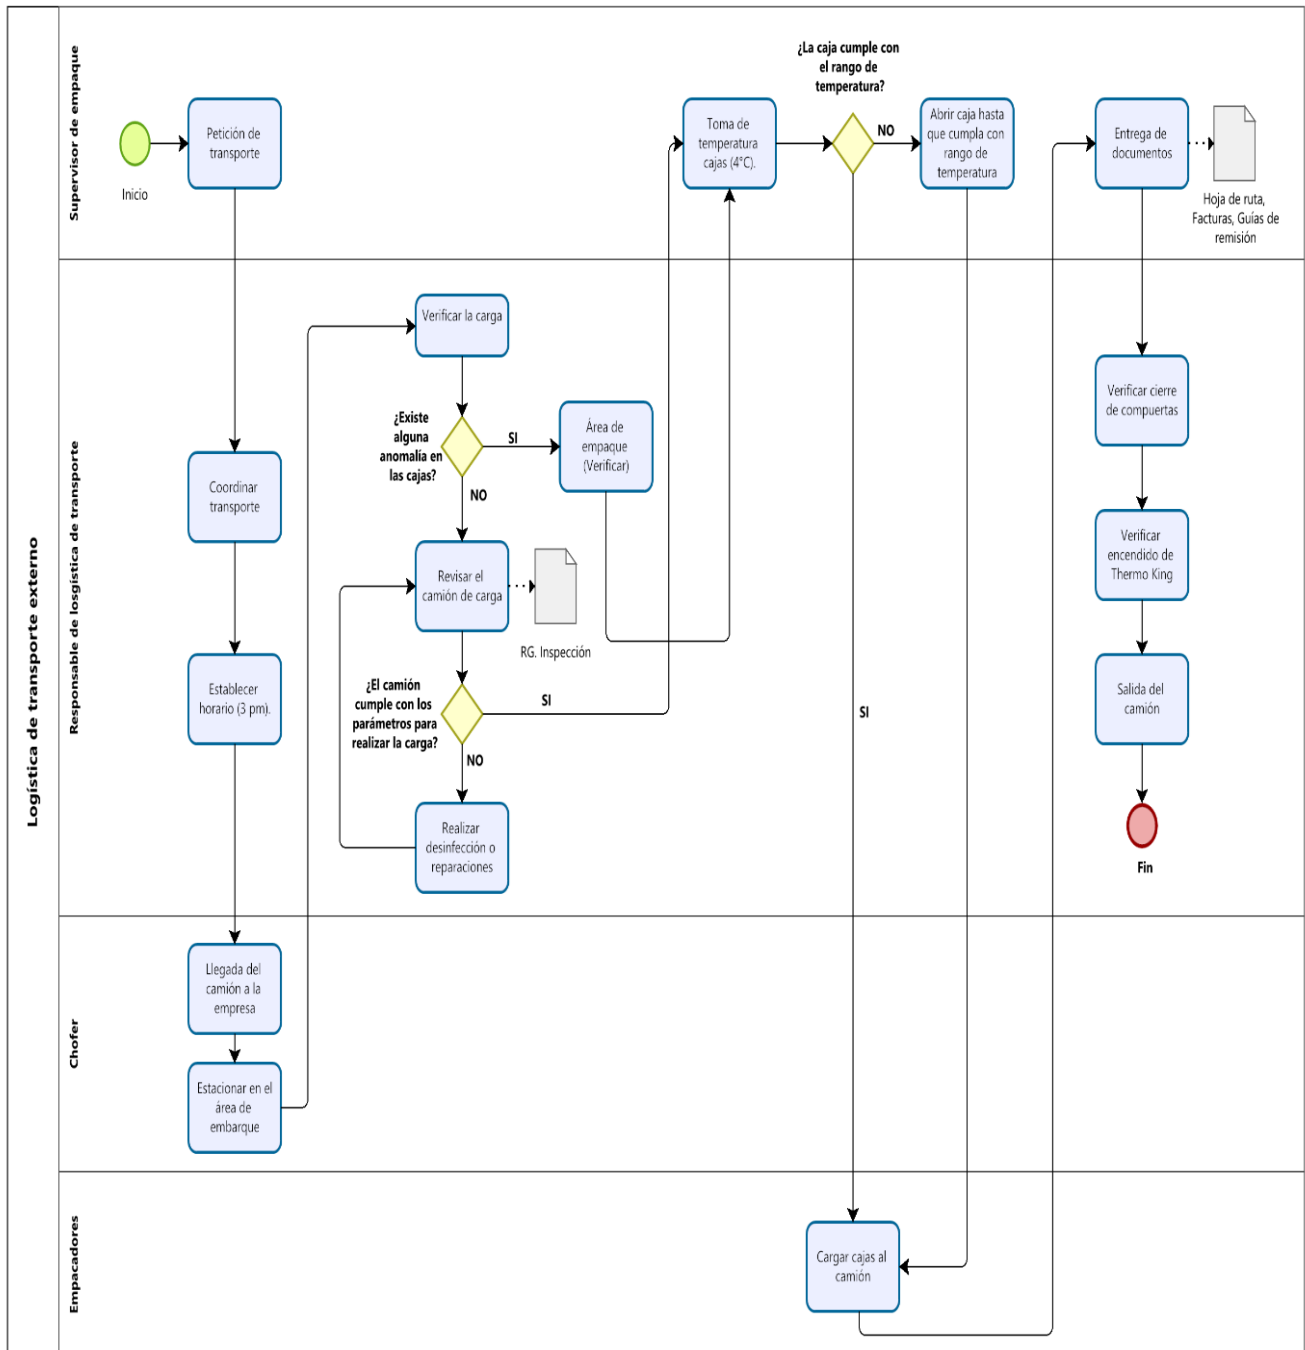 Logística de transporte externo
Supervisor de empaque
Inicio
Petición de
transporte
Toma de
temperatura
cajas (4°C).
¿La caja cumple con
el rango de
temperatura?
NO
Abrir caja hasta
que cumpla con
rango de
temperatura
Entrega de
documentos
Hoja de ruta,
Facturas, Guías de
remisión
Responsable de losgística de transporte
Coordinar
transporte
Establecer
horario (3 pm).
Verificar la carga
¿Existe
alguna
anomalía en
las cajas?
SI
Área de
empaque
(Verificar)
NO
Revisar el
camión de carga
RG. Inspección
¿El camión
cumple con los
parámetros para
realizar la carga?
SI
NO
Realizar
desinfección o
reparaciones
SI
Verificar cierre
de compuertas
Verificar
encendido de
Thermo King
Salida del
camión
Fin
Chofer
Llegada del
camión a la
empresa
Estacionar en el
área de
embarque
Empacadores
Cargar cajas al
camión